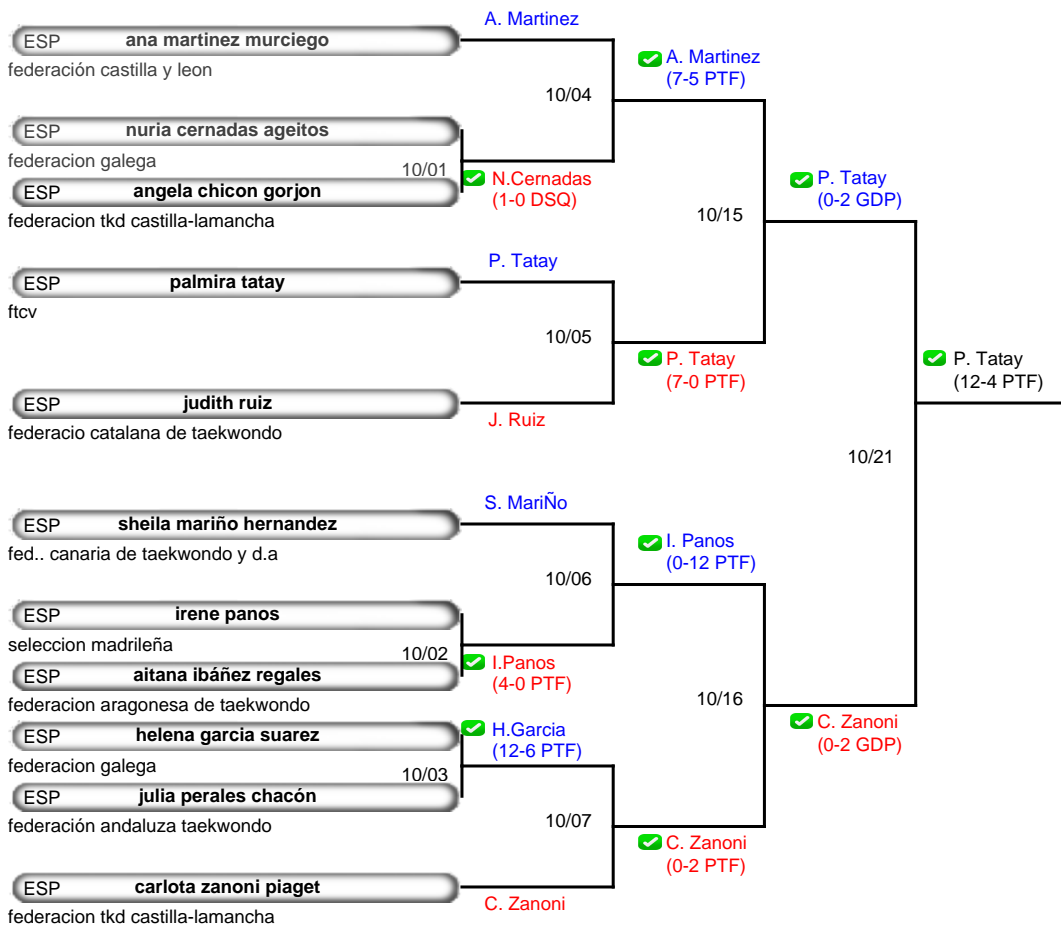 A. Martinez
ESP ana martinez murciego
federación castilla y leon
A. Martinez
(7-5 PTF)
10/04
ESP nuria cernadas ageitos
federacion galega
10/01
N.Cernadas
(1-0 DSQ)
ESP angela chicon gorjon
federacion tkd castilla-lamancha
P. Tatay
(0-2 GDP)
10/15
P. Tatay
ESP palmira tatay
ftcv
10/05
P. Tatay
(7-0 PTF)
P. Tatay
(12-4 PTF)
ESP judith ruiz
J. Ruiz
federacio catalana de taekwondo
10/21
S. MariÑo
ESP sheila mariño hernandez
fed.. canaria de taekwondo y d.a
I. Panos
(0-12 PTF)
10/06
ESP irene panos
seleccion madrileña
10/02
I.Panos
(4-0 PTF)
ESP aitana ibáñez regales
federacion aragonesa de taekwondo
10/16
C. Zanoni
(0-2 GDP)
ESP helena garcia suarez
H.Garcia
(12-6 PTF)
federacion galega
10/03
ESP julia perales chacón
federación andaluza taekwondo
10/07
C. Zanoni
(0-2 PTF)
ESP carlota zanoni piaget
C. Zanoni
federacion tkd castilla-lamancha